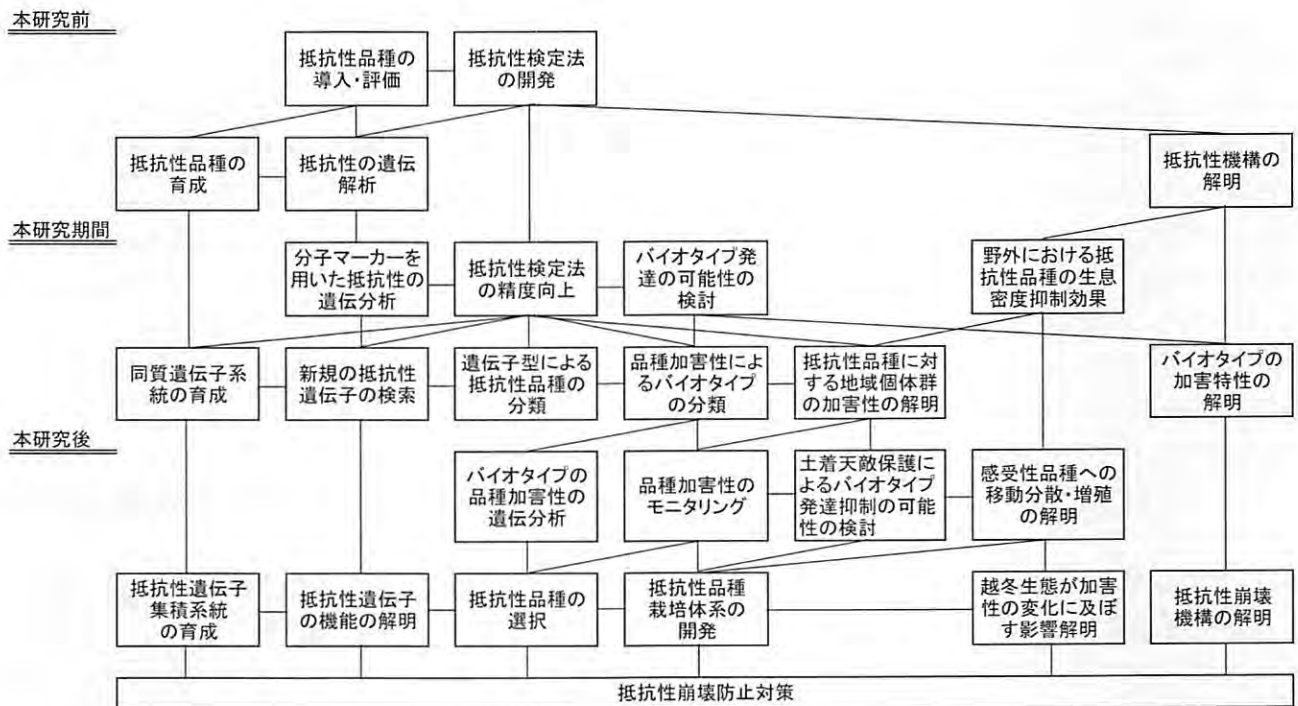 本研究前
抵抗性品種の
導入・評価
抵抗性検定法
の開発
抵抗性品種の
育成
抵抗性の遺伝
解析
抵抗性機構の
解明
本研究期間
分子マーカーを
用いた抵抗性の
遺伝分析
抵抗性検定法
の精度向上
バイオタイプ発
達の可能性の
検討
野外における抵
抗性品種の生息
密度抑制効果
同質遺伝子系
統の育成
新規の抵抗性
遺伝子の検索
遺伝子型による
抵抗性品種の
分類
品種加害性によ
るバイオタイプ
の分類
抵抗性品種に対
する地域個体群
の加害性の解明
バイオタイプの
加害特性の
解明
本研究後
バイオタイプの
品種加害性の
遺伝分析
品種加害性の
モニタリング
土着天敵保護に
よるバイオタイプ
発達抑制の可能
性の検討
感受性品種への
移動分散・増殖
の解明
抵抗性遺伝子
集積系統
の育成
抵抗性遺伝子
の機能の解明
抵抗性品種の
選択
抵抗性品種
栽培体系の
開発
越冬生態が加害
性の変化に及ぼ
す影響解明
抵抗性崩壊
機構の解明
抵抗性崩壊防止対策